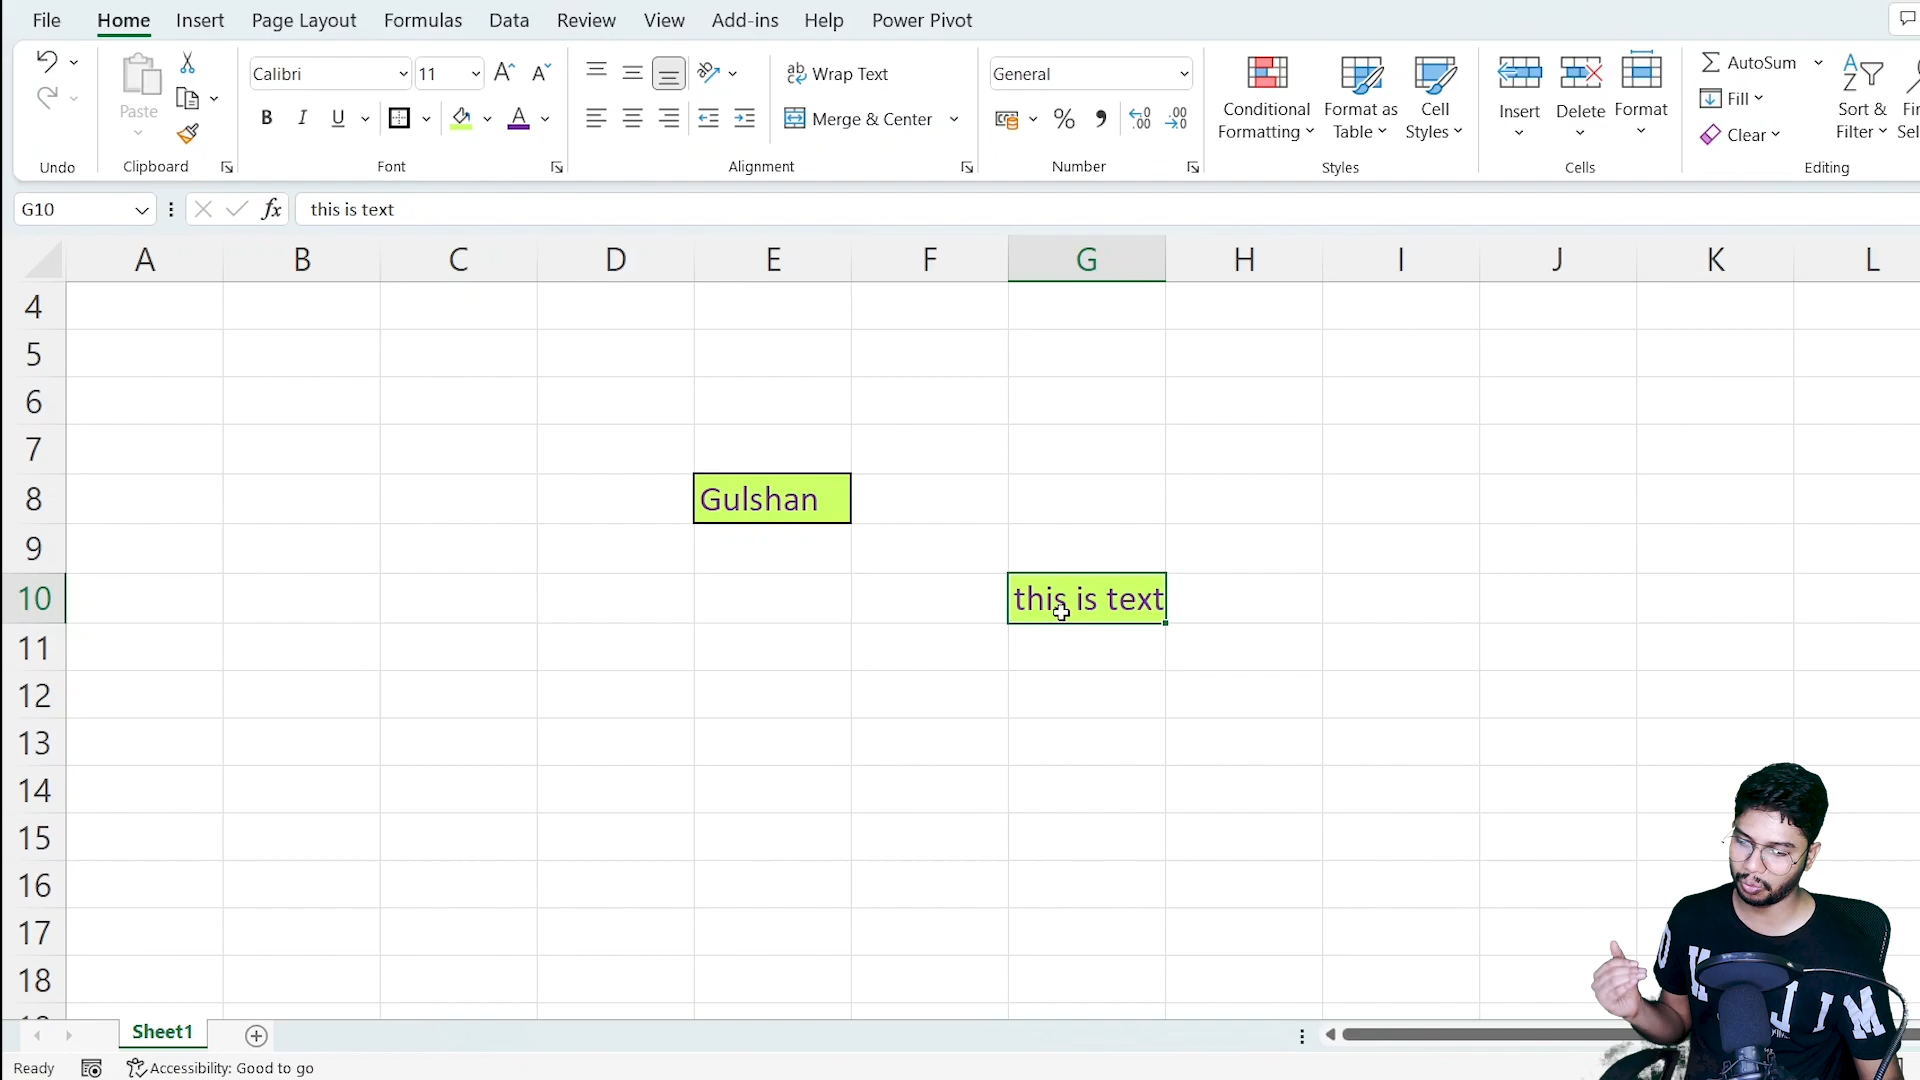 File Home Insert Page Layout Formulas Data Review View Add-ins Help Power Pivot
Calibri 11 Wrap Text General AutoSum
Paste Conditional Format as Cell Insert Delete Format Fill Sort &
B I U A Merge & Center % Formatting Table Styles Clear Filter
Undo Clipboard Font Alignment Number Styles Cells Editing
G10 fx this is text
A B C D E F G H I J K L
4
5
6
7
8 Gulshan
9
10 this is text
11
12
13
14
15
16
17
18
Sheet1
Ready Accessibility: Good to go